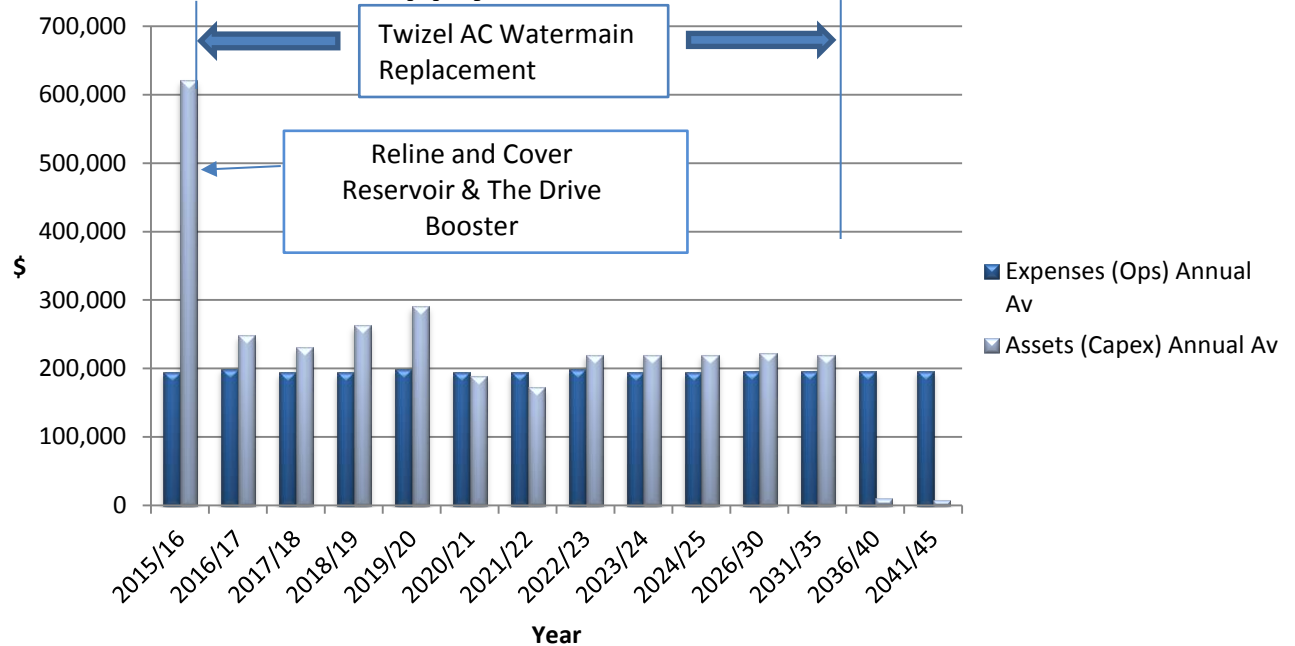 700,000
600,000
500,000
400,000
300,000
200,000
100,000
0
$
Twizel AC Watermain
Replacement
Reline and Cover
Reservoir & The Drive
Booster
Expenses (Ops) Annual
Av
Assets (Capex) Annual Av
2015/16
2016/17
2017/18
2018/19
2019/20
2020/21
2021/22
2022/23
2023/24
2024/25
2026/30
2031/35
2036/40
2041/45
Year